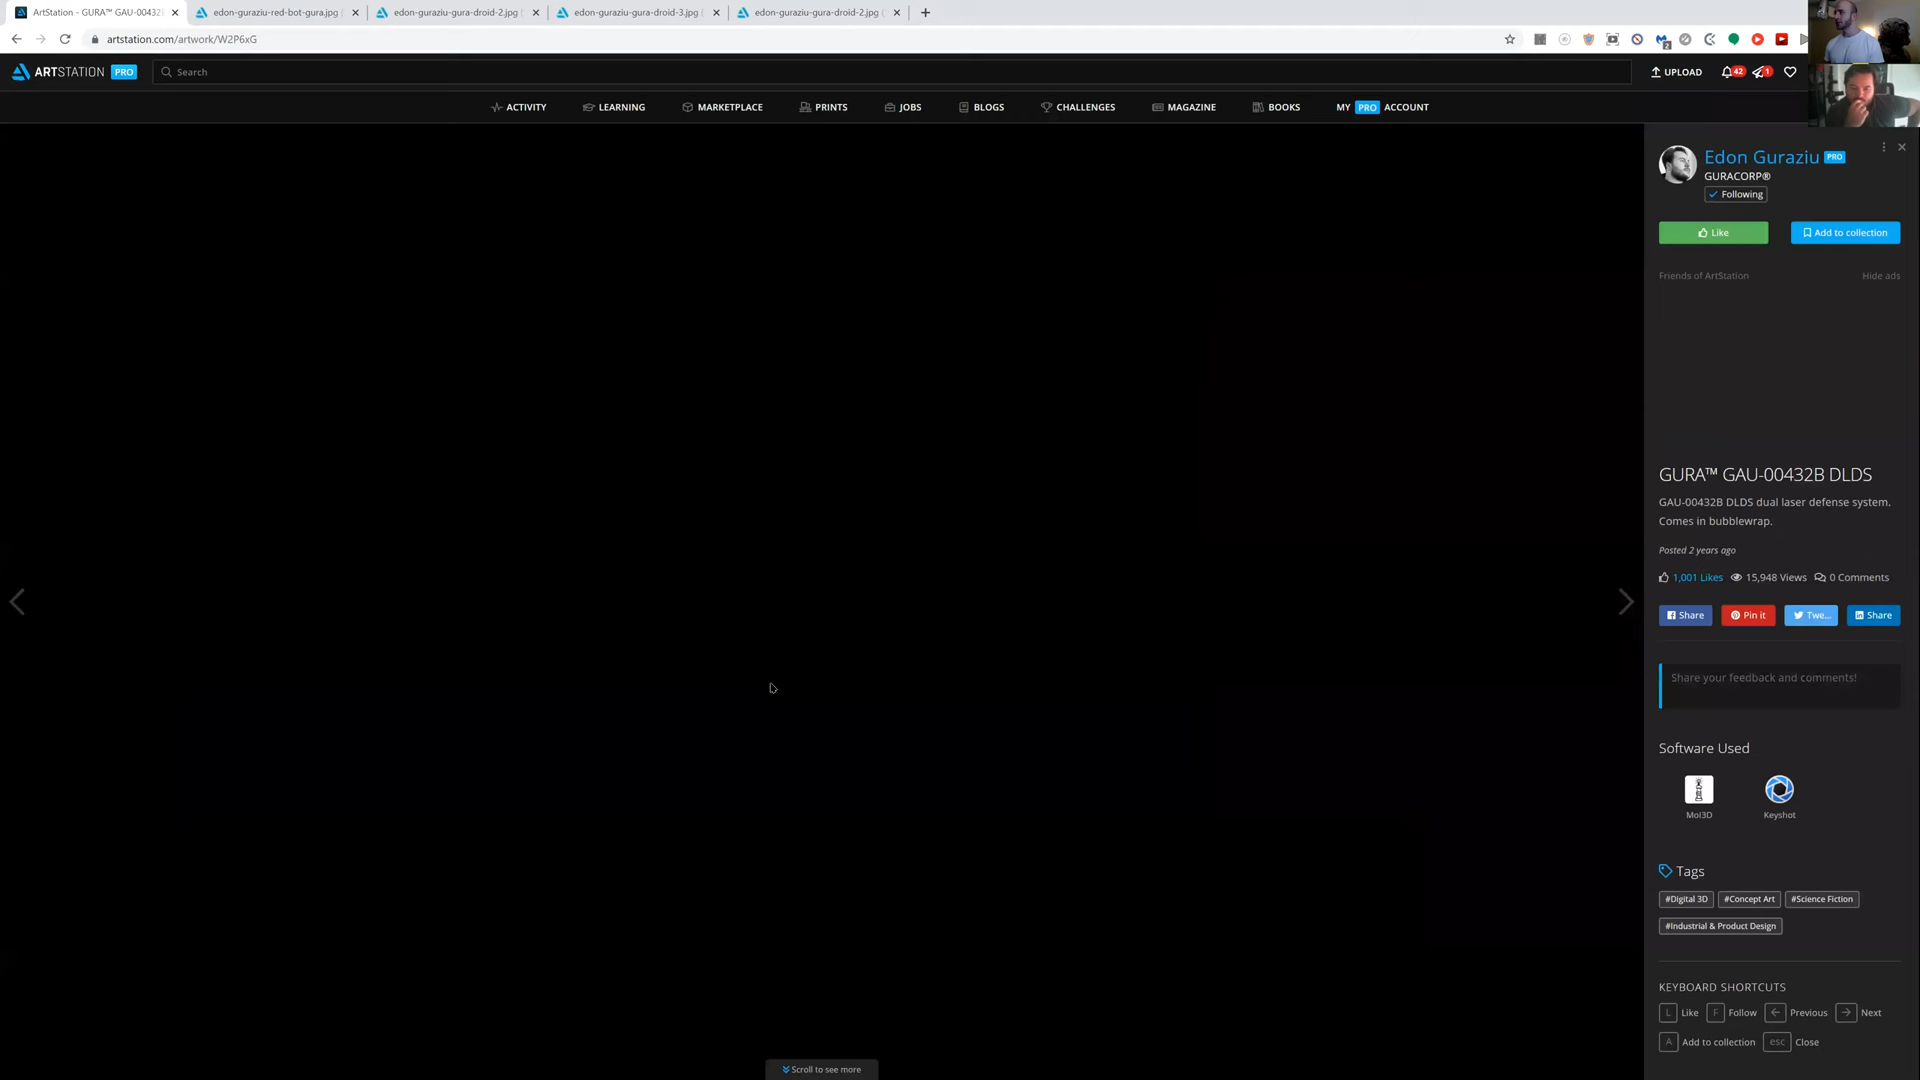 ArtStation - GURA™ GAU-00432
edon-guraziu-red-bot-gura.jpg
edon-guraziu-gura-droid-2.jpg
edon-guraziu-gura-droid-3.jpg
edon-guraziu-gura-droid-2.jpg
artstation.com/artwork/W2P6xG
2
ARTSTATION PRO
Search
UPLOAD
42
1
ACTIVITY
LEARNING
MARKETPLACE
PRINTS
JOBS
BLOGS
CHALLENGES
MAGAZINE
BOOKS
MY PRO ACCOUNT
Edon Guraziu PRO
GURACORP®
Following
Like
Add to collection
Friends of ArtStation
Hide ads
GURA™ GAU-00432B DLDS
GAU-00432B DLDS dual laser defense system.
Comes in bubblewrap.
Posted 2 years ago
1,001 Likes 15,948 Views 0 Comments
Share
Pin it
Twe...
Share
Share your feedback and comments!
Software Used
MoI3D
Keyshot
Tags
#Digital 3D #Concept Art #Science Fiction
#Industrial & Product Design
KEYBOARD SHORTCUTS
L Like F Follow Previous Next
A Add to collection esc Close
Scroll to see more